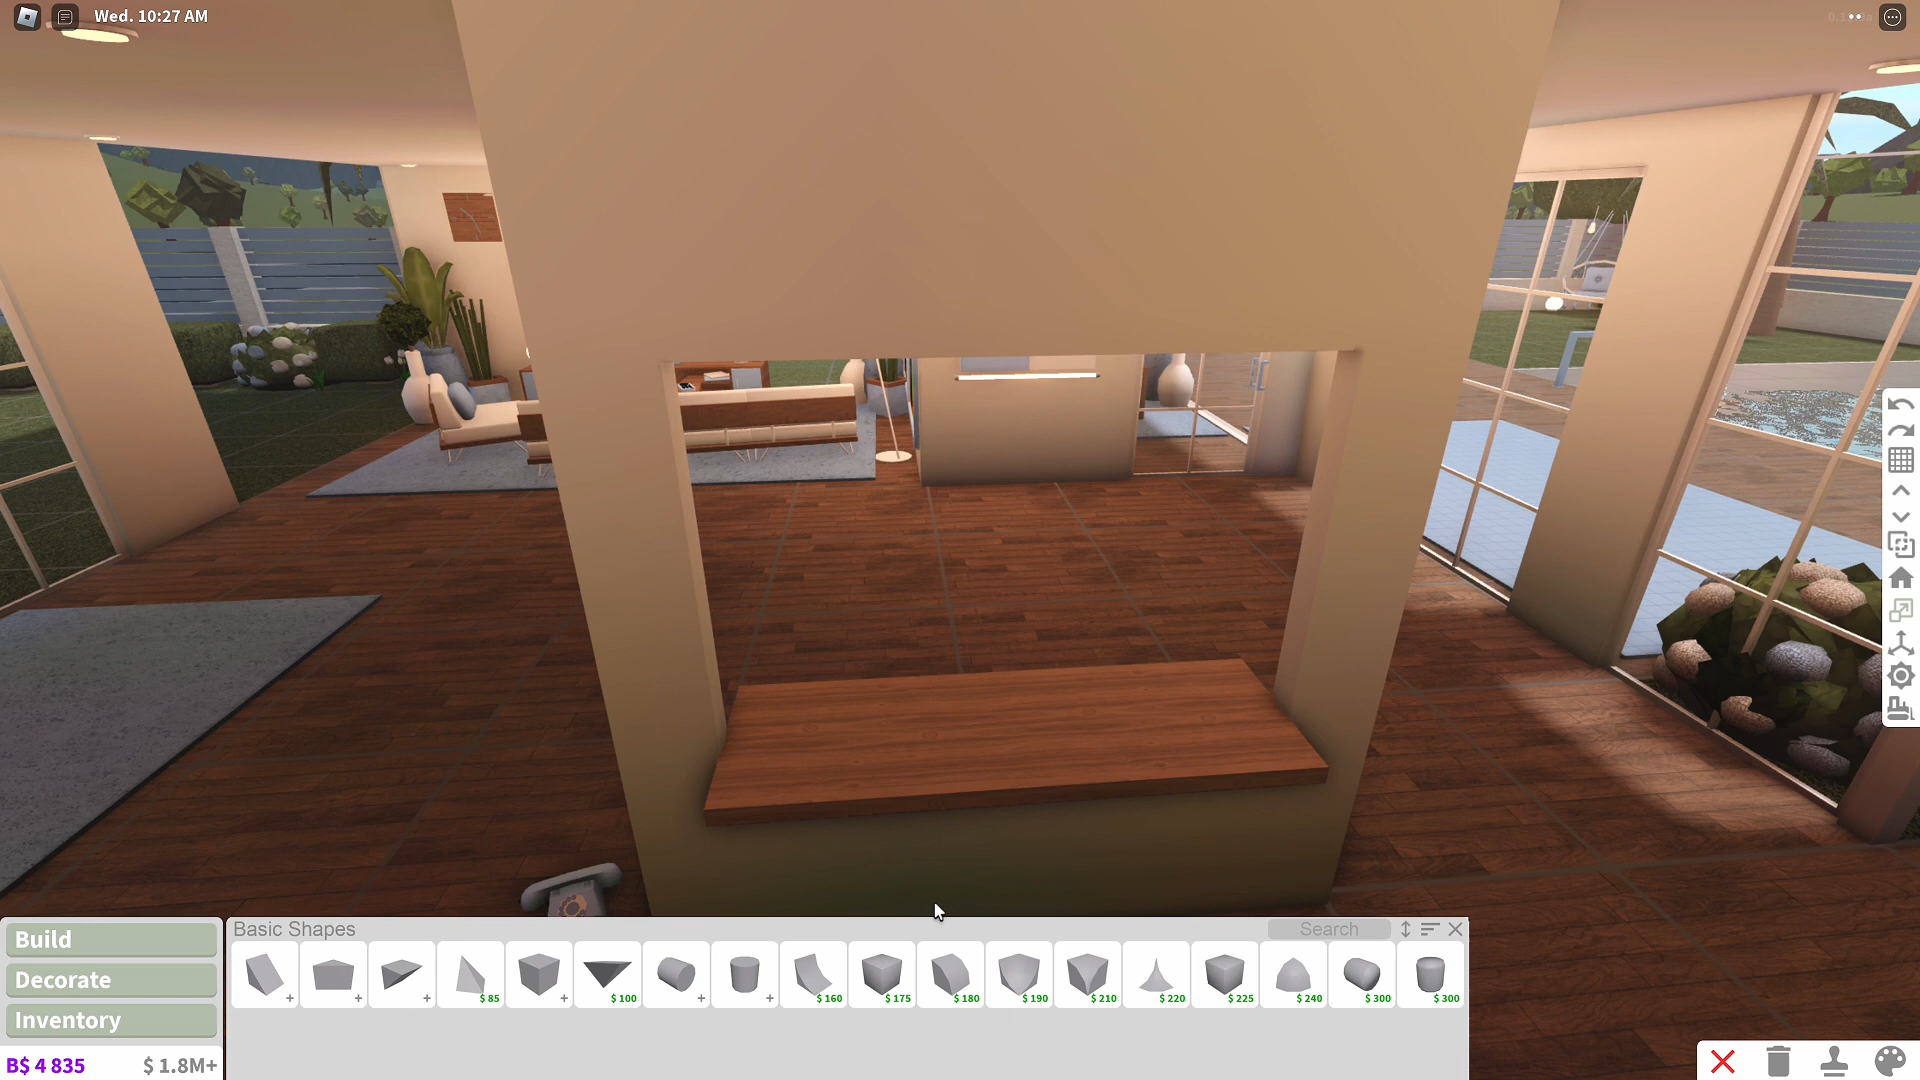 Wed. 10:27 AM
Build
Decorate
Inventory
B$ 4 835
$ 1.8M+
Basic Shapes
Search
+
+
+
$ 85
+
$ 100
+
+
$ 160
$ 175
$ 180
$ 190
$ 210
$ 220
$ 225
$ 240
$ 300
$ 300